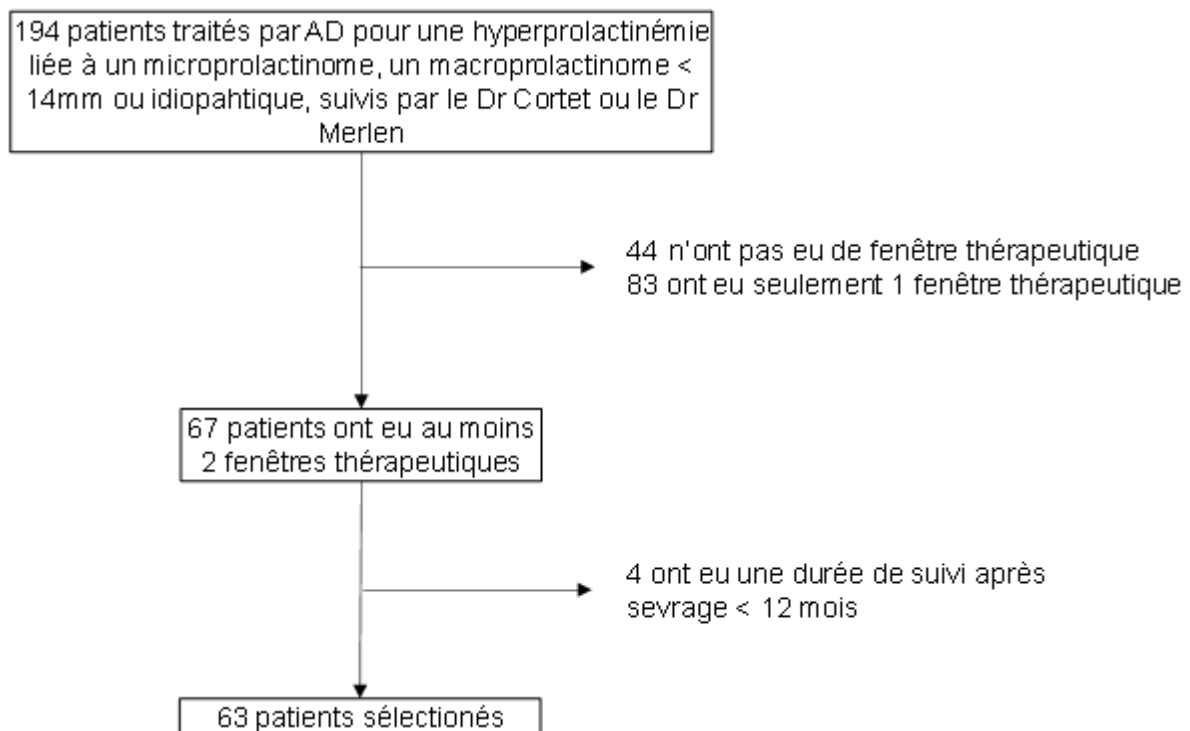 194 patients traités par AD pour une hyperprolactinémie
liée à un microprolactinome, un macroprolactinome <
14mm ou idiopahtique, suivis par le Dr Cortet ou le Dr
Merlen
44 n'ont pas eu de fenêtre thérapeutique
83 ont eu seulement 1 fenêtre thérapeutique
67 patients ont eu au moins
2 fenêtres thérapeutiques
4 ont eu une durée de suivi après
sevrage < 12 mois
63 patients sélectionés